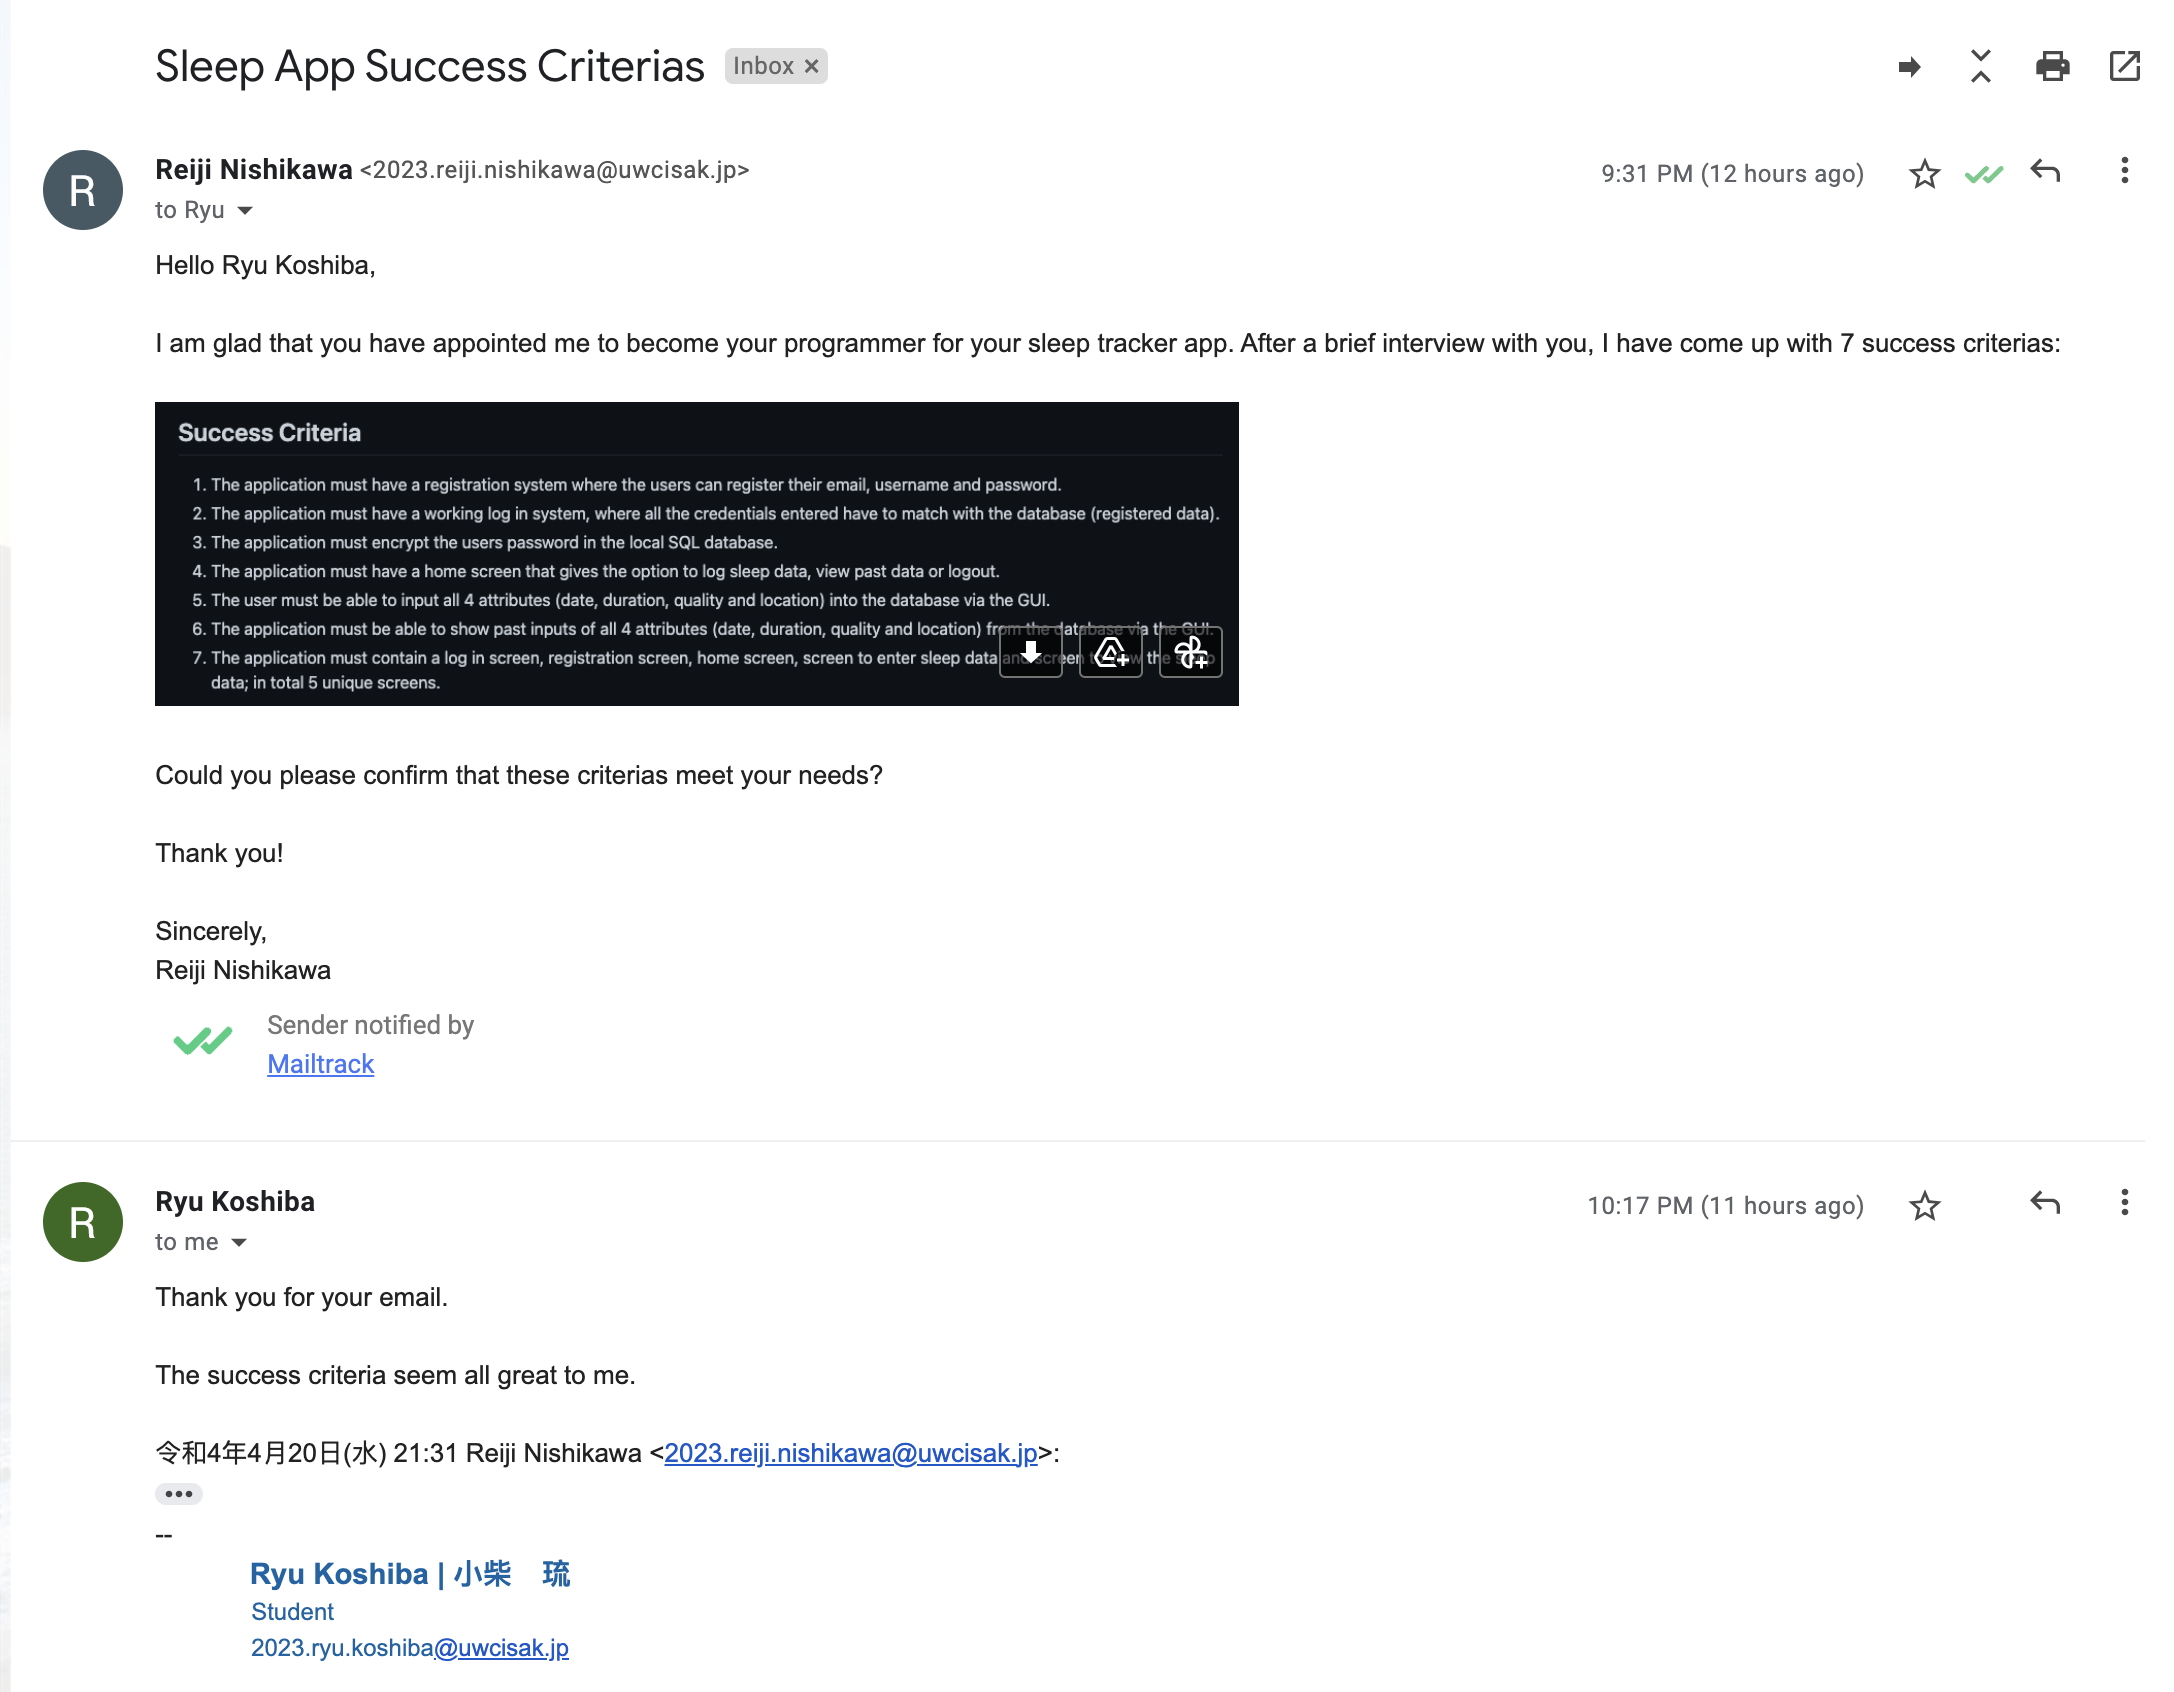 Sleep App Success Criterias Inbox ×
R
Reiji Nishikawa <2023.reiji.nishikawa@uwcisak.jp>
9:31 PM (12 hours ago)
to Ryu
Hello Ryu Koshiba,
I am glad that you have appointed me to become your programmer for your sleep tracker app. After a brief interview with you, I have come up with 7 success criterias:
Success Criteria
1. The application must have a registration system where the users can register their email, username and password.
2. The application must have a working log in system, where all the credentials entered have to match with the database (registered data).
3. The application must encrypt the users password in the local SQL database.
4. The application must have a home screen that gives the option to log sleep data, view past data or logout.
5. The user must be able to input all 4 attributes (date, duration, quality and location) into the database via the GUI.
6. The application must be able to show past inputs of all 4 attributes (date, duration, quality and location) from the database via the GUI.
7. The application must contain a log in screen, registration screen, home screen, screen to enter sleep data and screen to view the sleep
data; in total 5 unique screens.
Could you please confirm that these criterias meet your needs?
Thank you!
Sincerely,
Reiji Nishikawa
Sender notified by
Mailtrack
R
Ryu Koshiba
10:17 PM (11 hours ago)
to me
Thank you for your email.
The success criteria seem all great to me.
令和4年4月20日(水) 21:31 Reiji Nishikawa <2023.reiji.nishikawa@uwcisak.jp>:
--
Ryu Koshiba | 小柴　琉
Student
2023.ryu.koshiba@uwcisak.jp